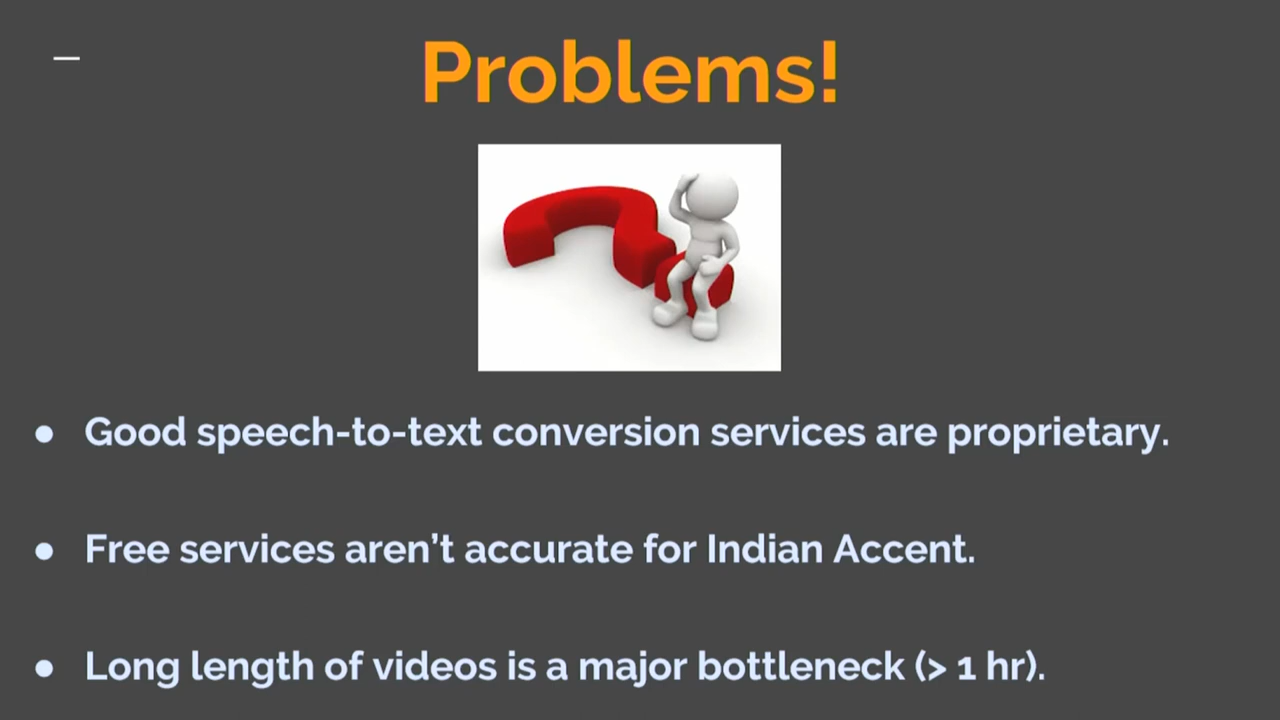 Problems!
● Good speech-to-text conversion services are proprietary.
● Free services aren’t accurate for Indian Accent.
● Long length of videos is a major bottleneck (> 1 hr).